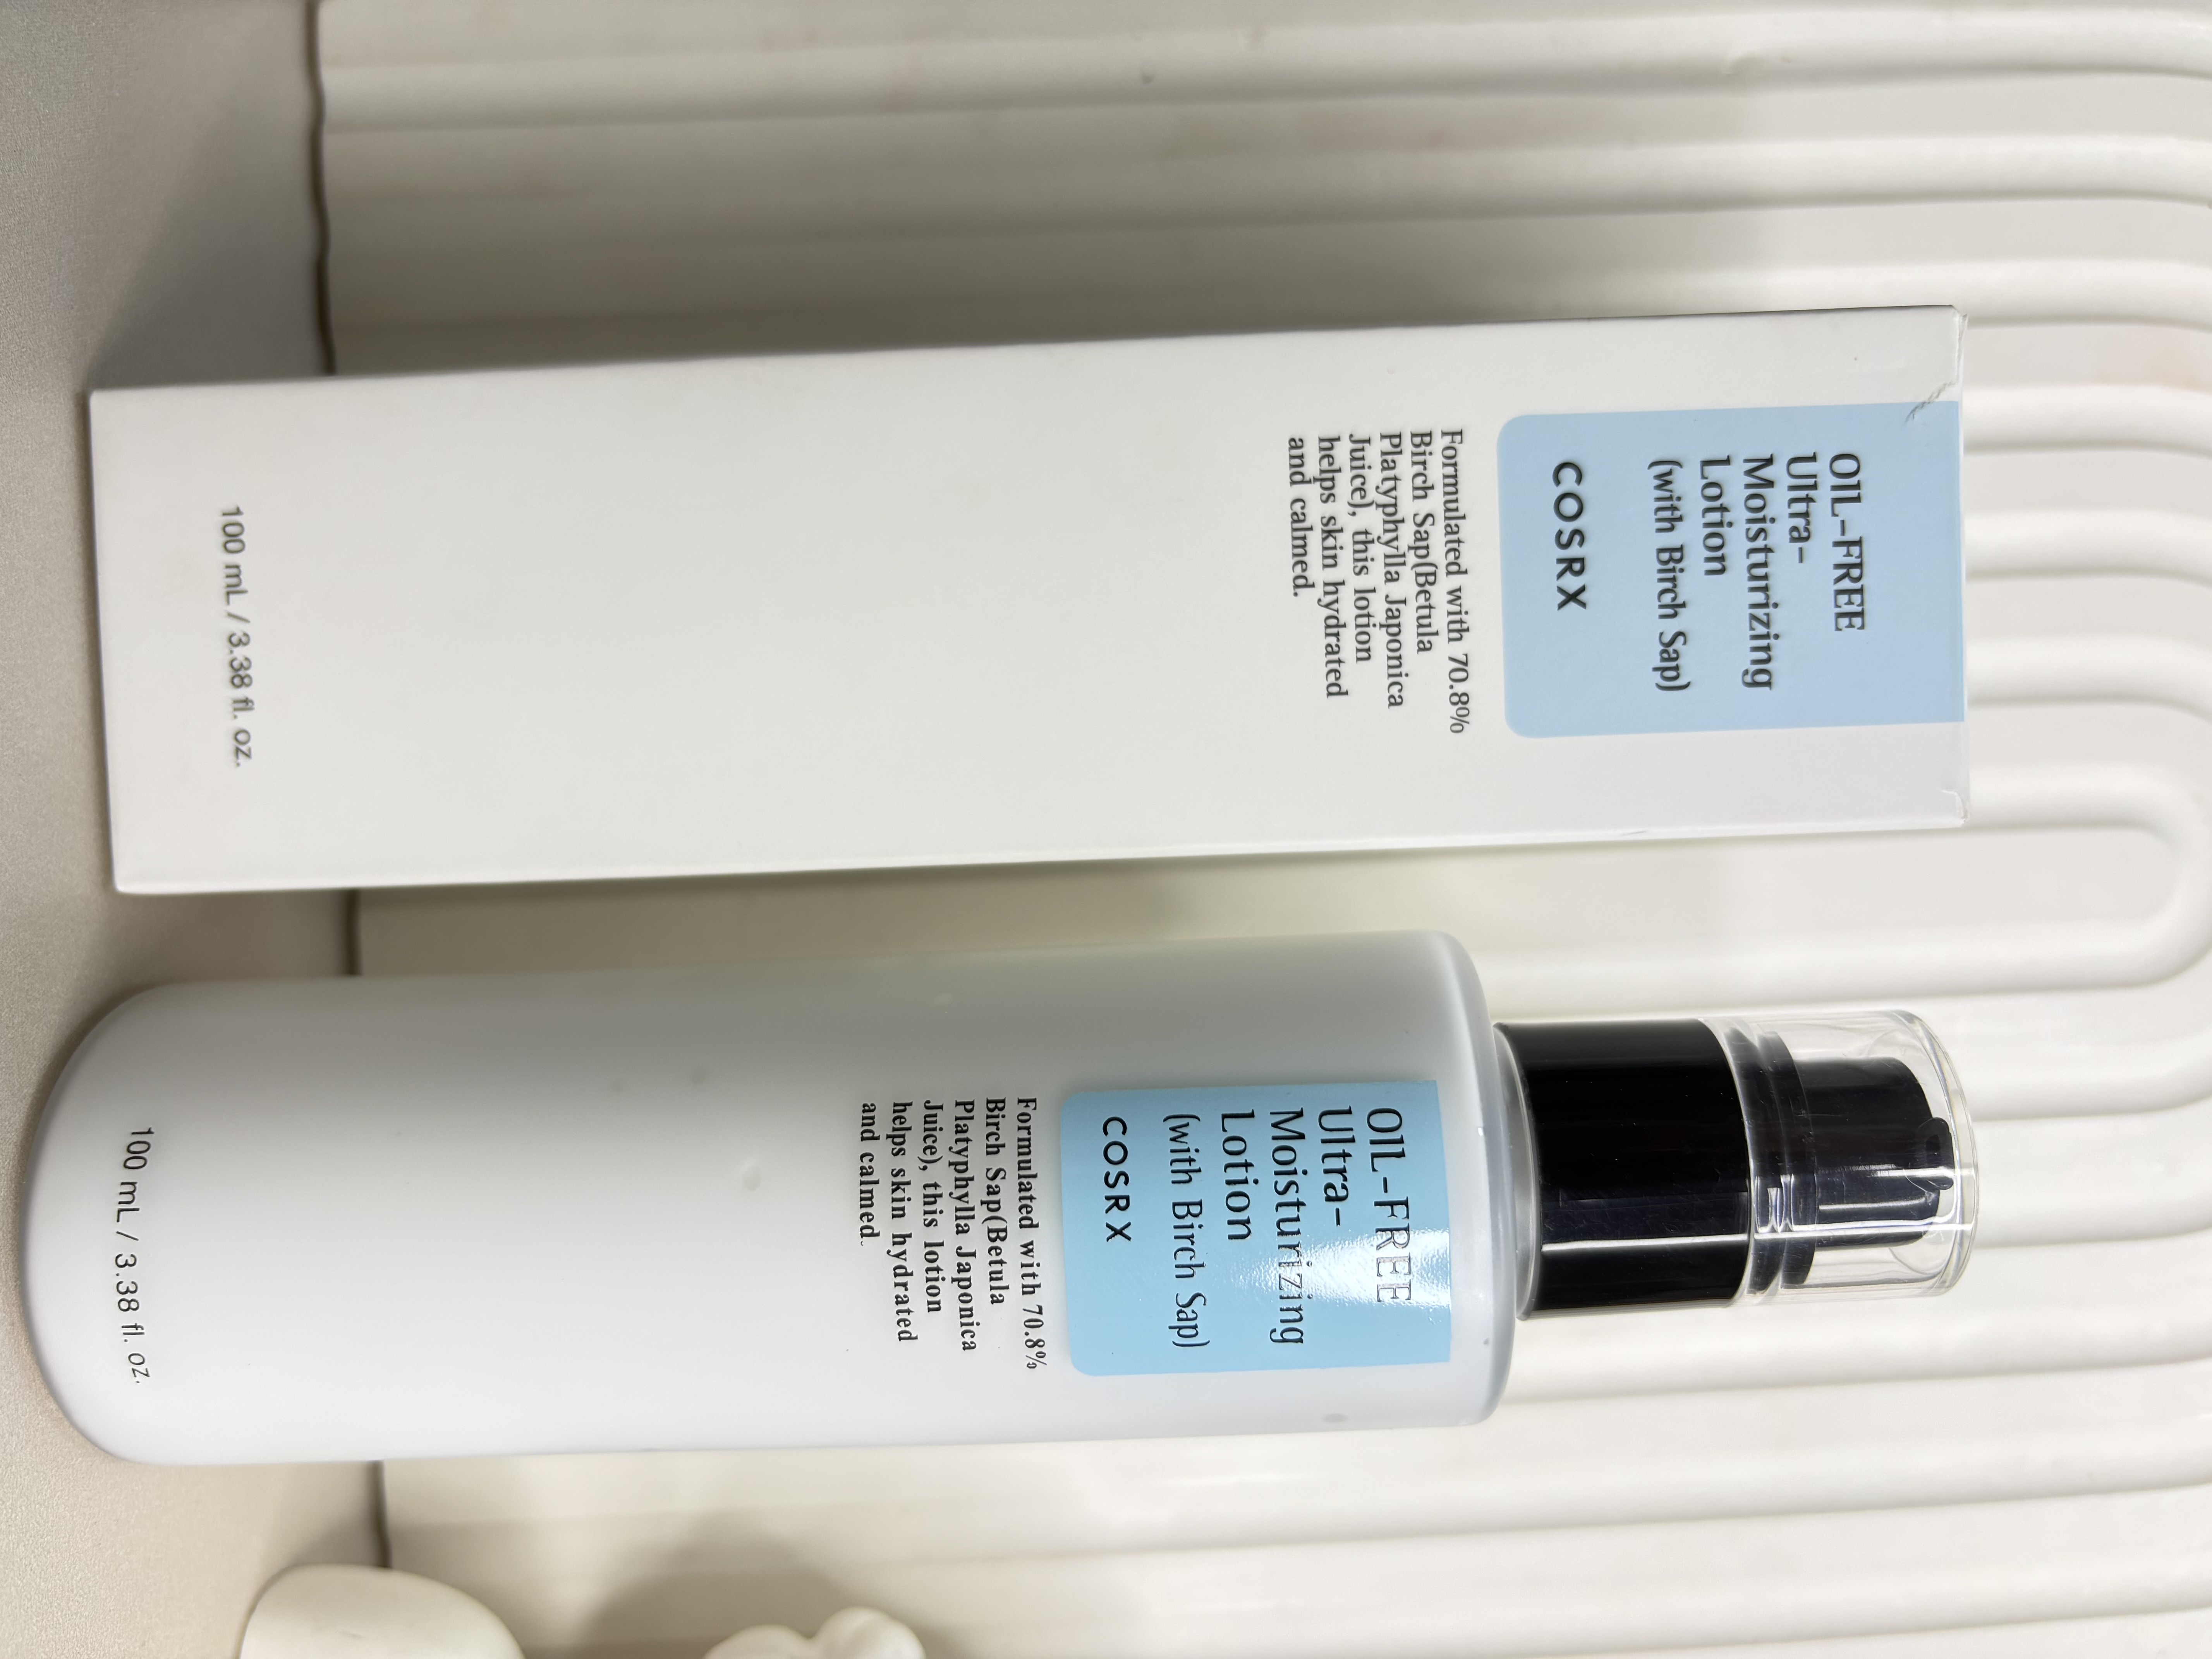 OIL-FREE
Ultra-
Moisturizing
Lotion
(with Birch Sap)
COSRX
Formulated with 70.8%
Birch Sap(Betula
Platyphylla Japonica
Juice), this lotion
helps skin hydrated
and calmed.
100 mL / 3.38 fl. oz.
OIL-FREE
Ultra-
Moisturizing
Lotion
(with Birch Sap)
COSRX
Formulated with 70.8%
Birch Sap(Betula
Platyphylla Japonica
Juice), this lotion
helps skin hydrated
and calmed.
100 mL / 3.38 fl. oz.